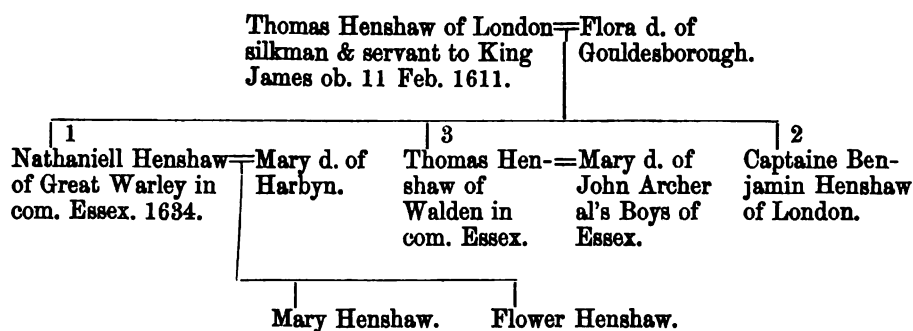 Thomas Henshaw of London=Flora d. of
silkman & servant to King Gouldesborough.
James ob. 11 Feb. 1611.
1 3 2
Nathaniell Henshaw=Mary d. of
of Great Warley in Harbyn.
com. Essex. 1634.
Thomas Hen-=Mary d. of
shaw of John Archer
Walden in al's Boys of
com. Essex. Essex.
Captaine Ben-
jamin Henshaw
of London.
Mary Henshaw. Flower Henshaw.